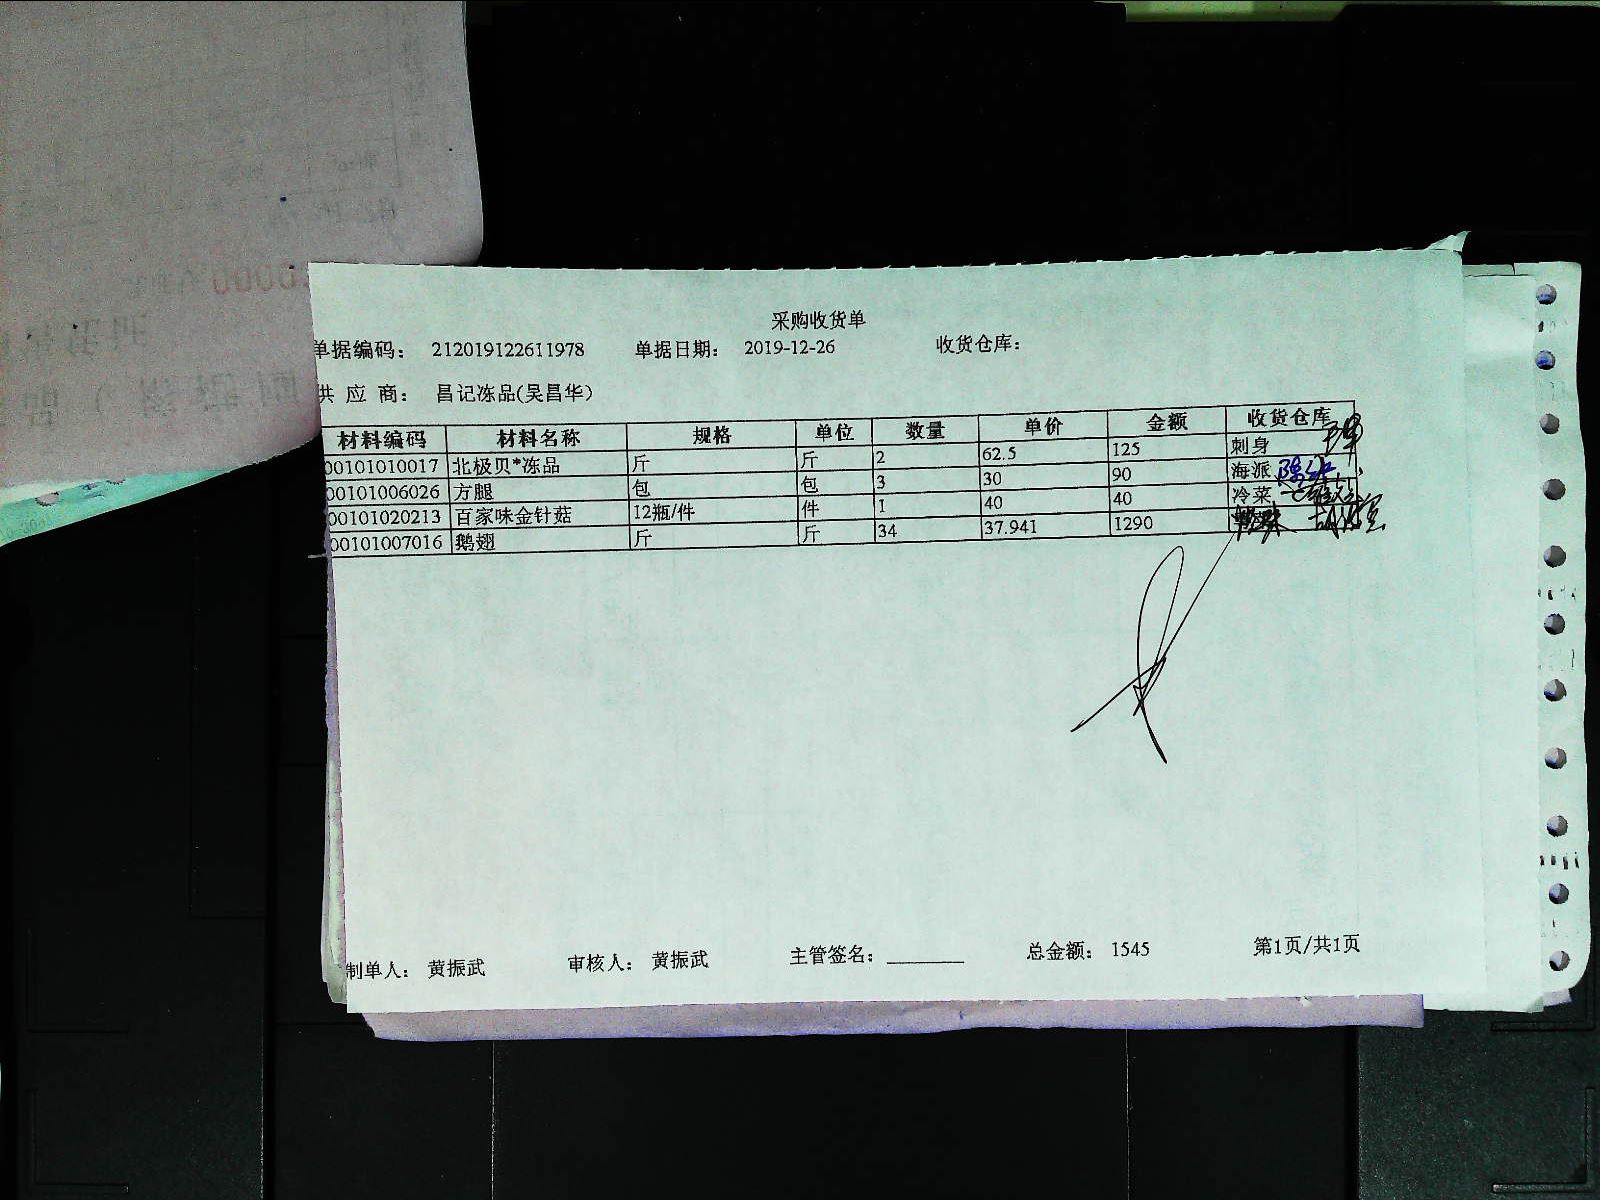 采购收货单
单据编码： 212019122611978 单据日期： 2019-12-26 收货仓库：
供 应 商： 昌记冻品(吴昌华)
材料编码 材料名称 规格 单位 数量 单价 金额 收货仓库
00101010017 北极贝*冻品 斤 斤 2 62.5 125 刺身
00101006026 方腿 包 包 3 30 90 海派
00101020213 百家味金针菇 12瓶/件 件 1 40 40 冷菜
00101007016 鹅翅 斤 斤 34 37.941 1290
制单人： 黄振武 审核人： 黄振武 主管签名：________ 总金额： 1545 第1页/共1页